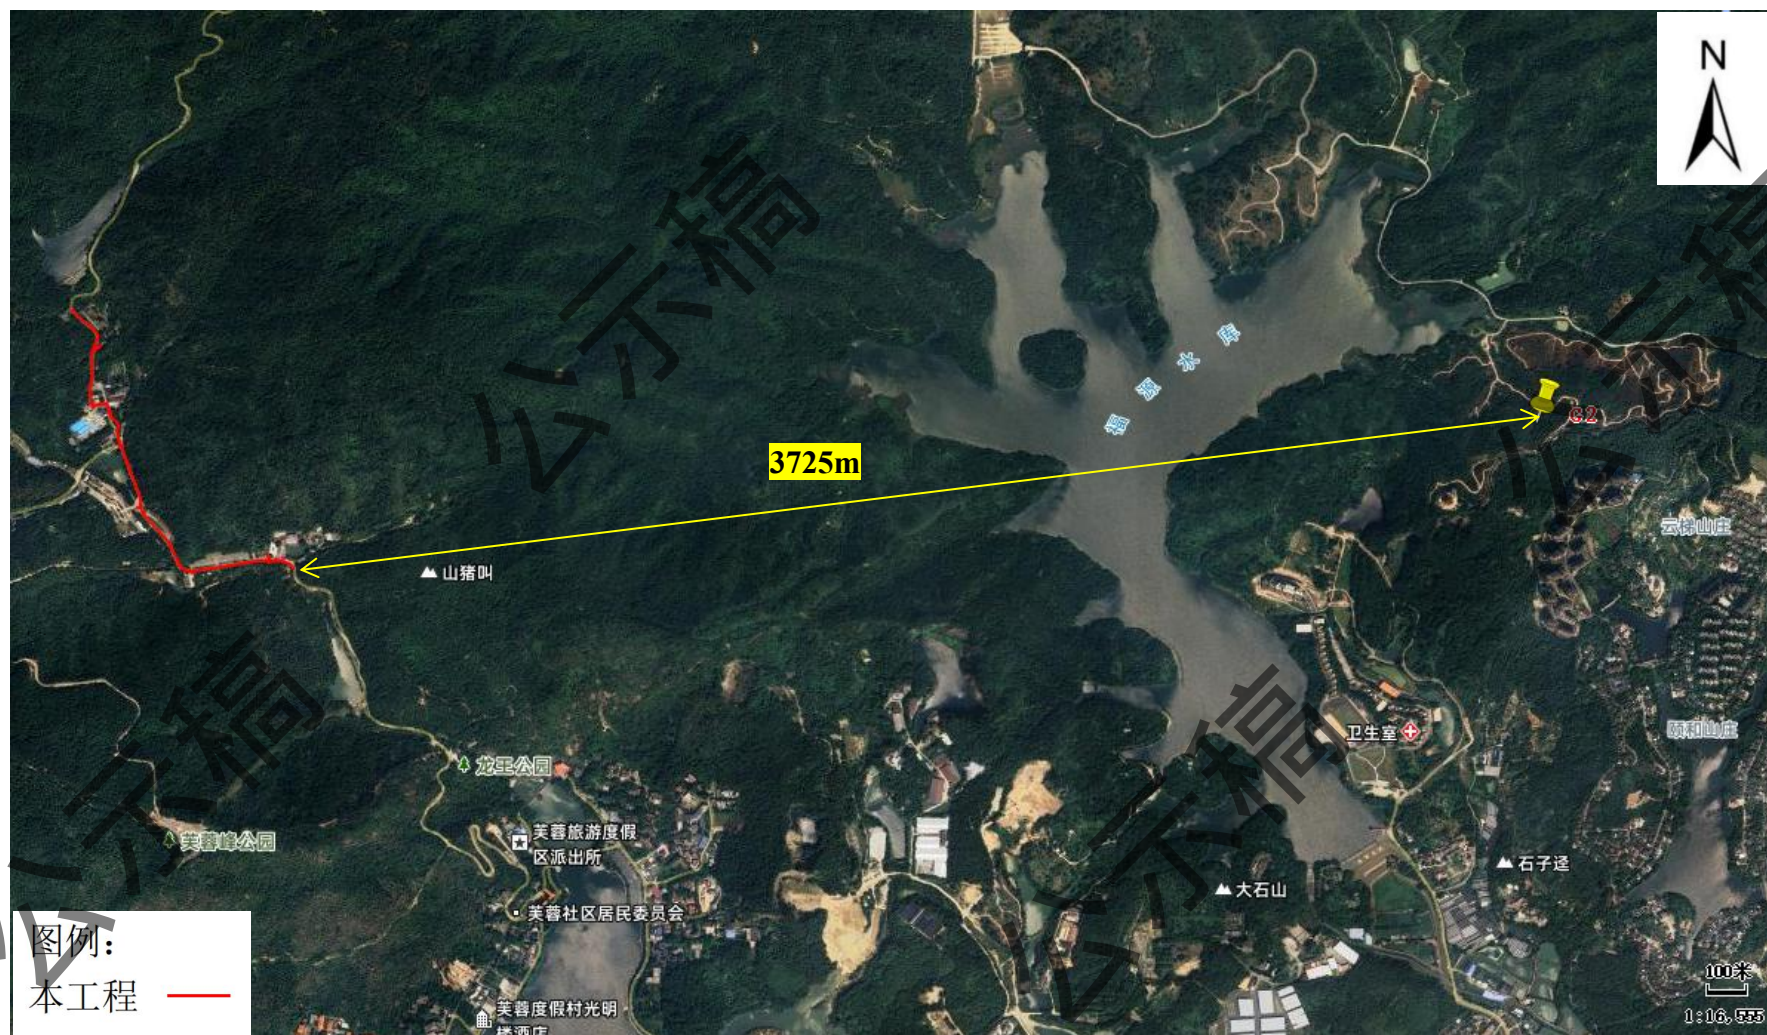 N
公示稿
公示稿
福源水库
3725m
G2
云梯山庄
山猪叫
公示稿
公示稿
卫生室
颐和山庄
龙王公园
芙蓉旅游度假
区派出所
芙蓉峰公园
石子迳
大石山
芙蓉社区居民委员会
图例：
本工程
100米
芙蓉度假村光明
楼酒店
1:16,555